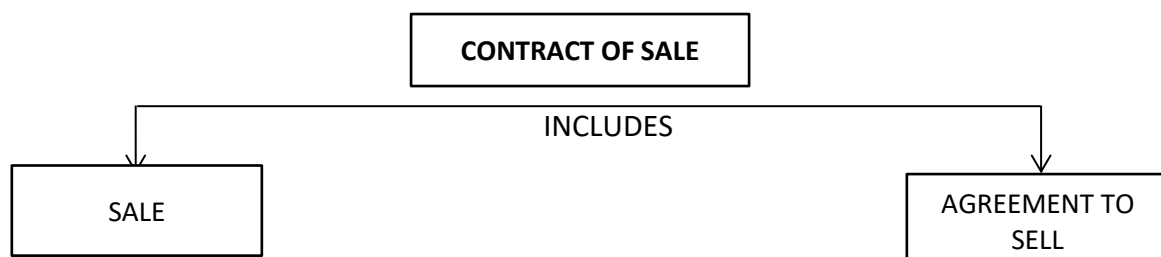 CONTRACT OF SALE
INCLUDES
SALE
AGREEMENT TO
SELL